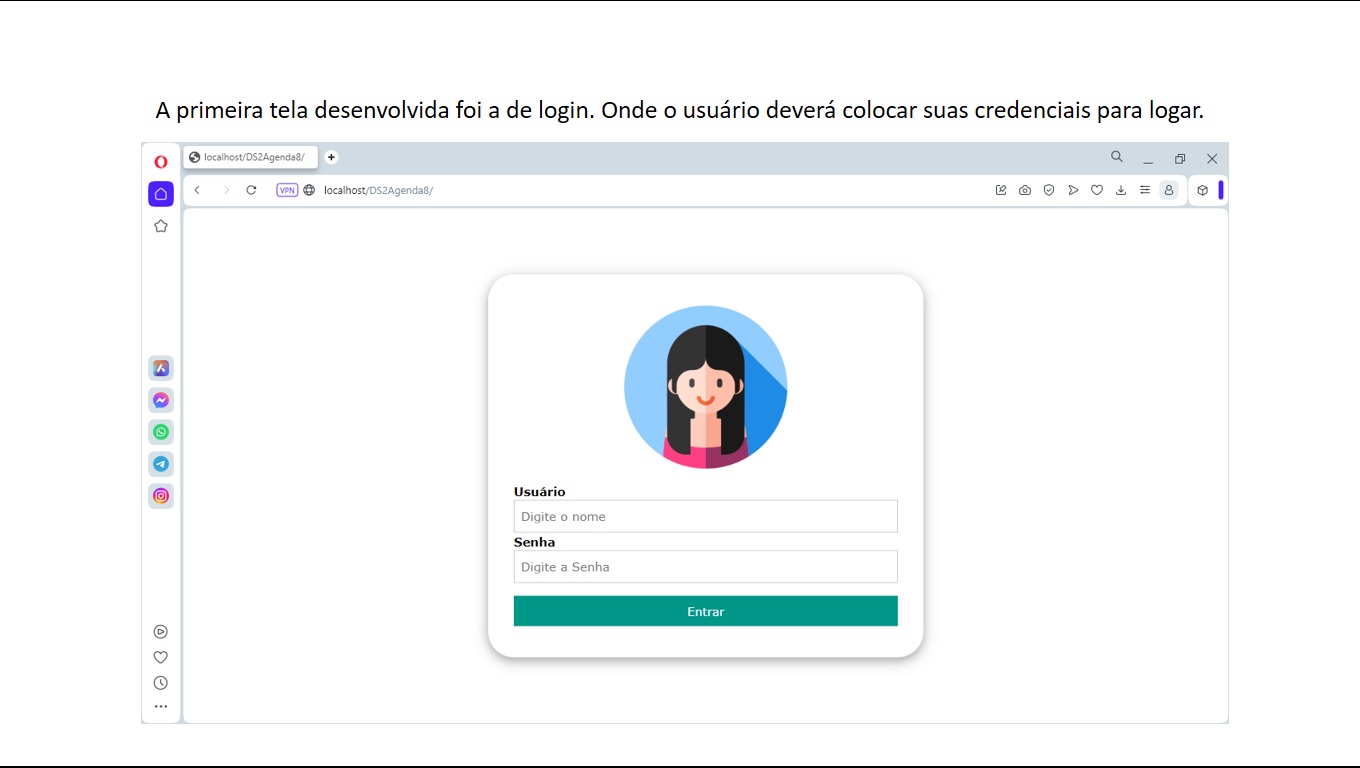 A primeira tela desenvolvida foi a de login. Onde o usuário deverá colocar suas credenciais para logar.
localhost/DS2Agenda8/
VPN localhost/DS2Agenda8/
Usuário
Digite o nome
Senha
Digite a Senha
Entrar